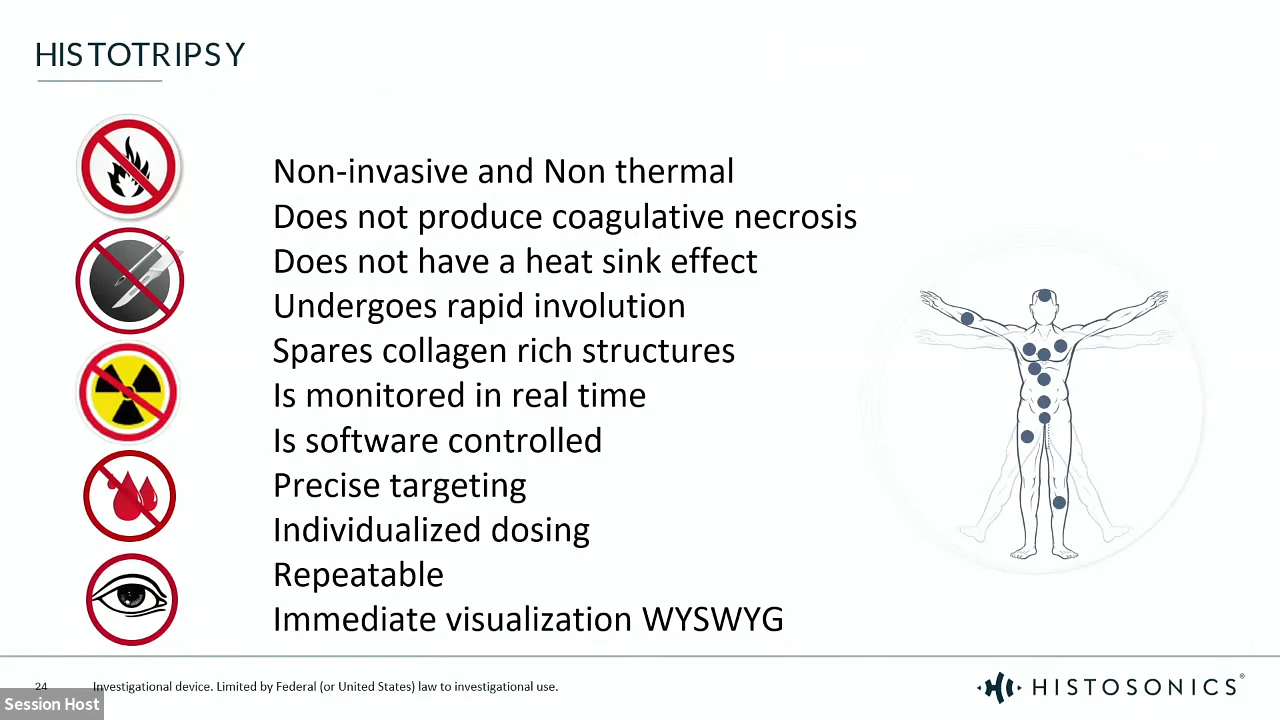 HISTOTRIPSY
Non-invasive and Non thermal
Does not produce coagulative necrosis
Does not have a heat sink effect
Undergoes rapid involution
Spares collagen rich structures
Is monitored in real time
Is software controlled
Precise targeting
Individualized dosing
Repeatable
Immediate visualization WYSWYG
24
Investigational device. Limited by Federal (or United States) law to investigational use.
Session Host
HISTOSONICS®